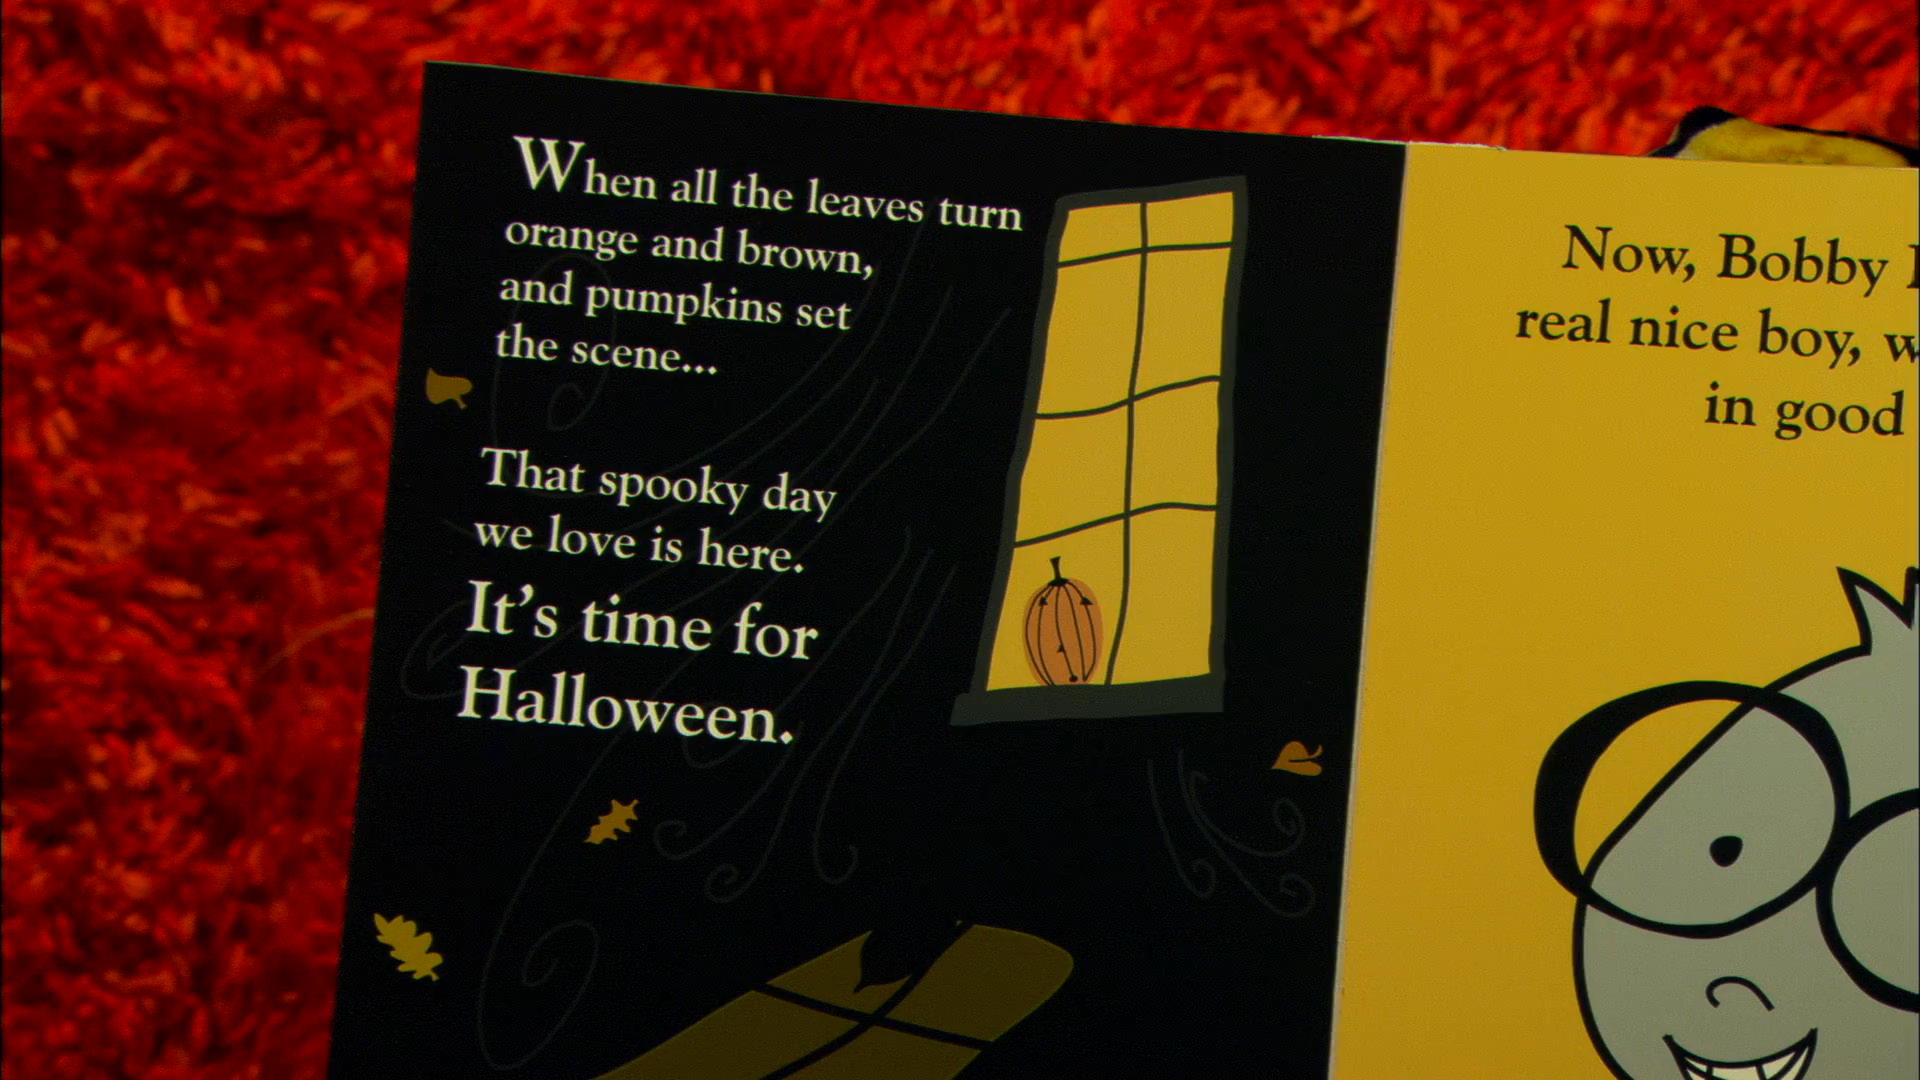 When all the leaves turn
orange and brown,
and pumpkins set
the scene...
That spooky day
we love is here.
It's time for
Halloween.
Now, Bobby
real nice boy,
in good